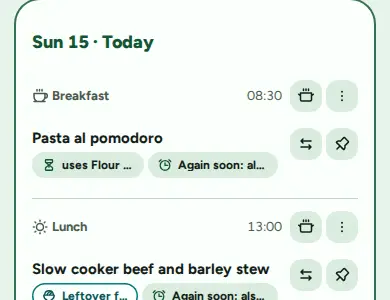 Sun 15 · Today
Breakfast 08:30
Pasta al pomodoro
uses Flour ... Again soon: al...
Lunch 13:00
Slow cooker beef and barley stew
Leftover f... Again soon: als...